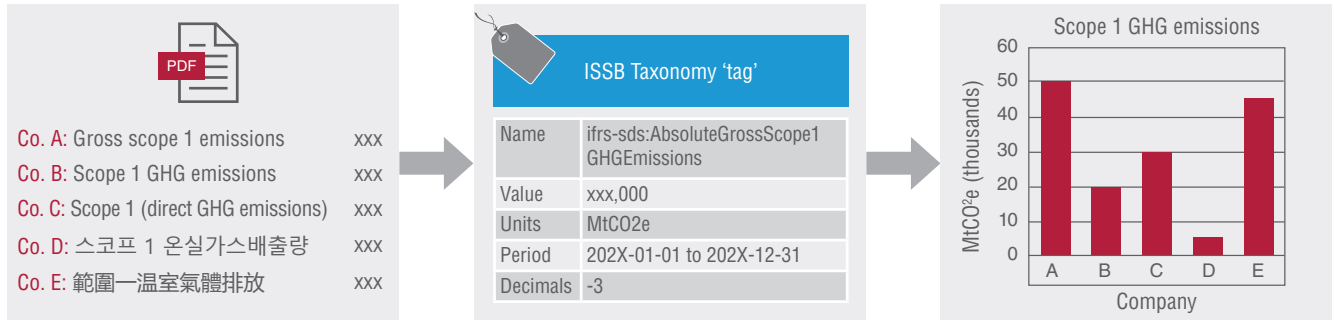 PDF
Co. A: Gross scope 1 emissions xxx
Co. B: Scope 1 GHG emissions xxx
Co. C: Scope 1 (direct GHG emissions) xxx
Co. D: 스코프 1 온실가스배출량 xxx
Co. E: 範圍一温室氣體排放 xxx
ISSB Taxonomy ‘tag’
Name ifrs-sds:AbsoluteGrossScope1
GHGEmissions
Value xxx,000
Units MtCO2e
Period 202X-01-01 to 202X-12-31
Decimals -3
Scope 1 GHG emissions
MtCO²e (thousands)
60
50
40
30
20
10
0
A B C D E
Company